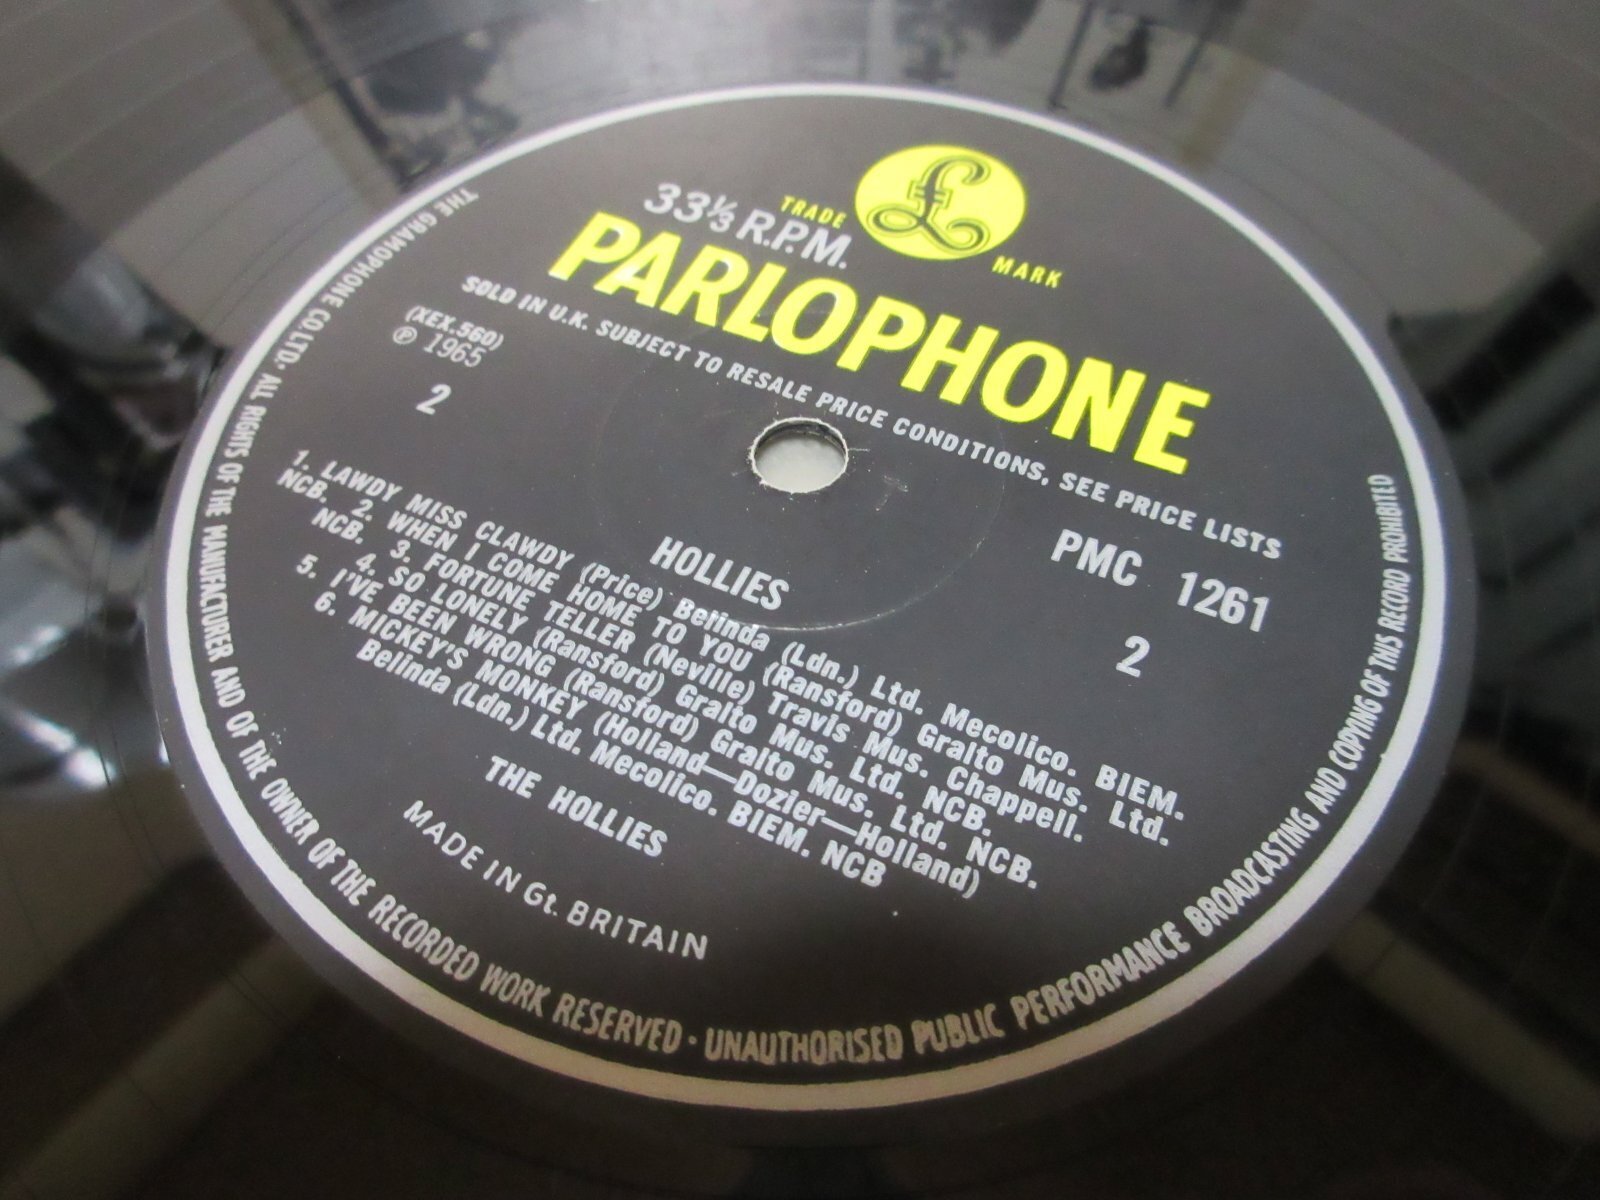 TRADE £ MARK
33⅓ R.P.M.
PARLOPHONE
SOLD IN U.K. SUBJECT TO RESALE PRICE CONDITIONS, SEE PRICE LISTS
(XEX.560)
℗ 1965
2
PMC 1261
2
HOLLIES
1. LAWDY MISS CLAWDY (Price) Belinda (Ldn.) Ltd. Mecolico. BIEM.
NCB. 2. WHEN I COME HOME TO YOU (Ransford) Gralto Mus. Ltd.
NCB. 3. FORTUNE TELLER (Neville) Travis Mus. Chappell.
4. SO LONELY (Ransford) Gralto Mus. Ltd. NCB.
5. I'VE BEEN WRONG (Ransford) Gralto Mus. Ltd. NCB.
6. MICKEY'S MONKEY (Holland—Dozier—Holland)
Belinda (Ldn.) Ltd. Mecolico. BIEM. NCB
THE HOLLIES
MADE IN Gt. BRITAIN
THE GRAMOPHONE CO. LTD. ALL RIGHTS OF THE MANUFACTURER AND OF THE OWNER OF THE RECORDED WORK RESERVED · UNAUTHORISED PUBLIC PERFORMANCE BROADCASTING AND COPYING OF THIS RECORD PROHIBITED